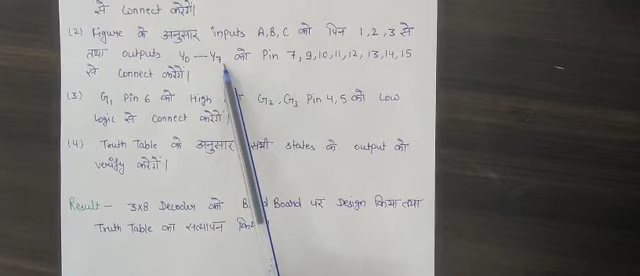 से Connect करेंगे।
(2) Figure के अनुसार inputs A, B, C को पिन 1, 2, 3 से
तथा outputs Y₀ — Y₇ को Pin 7, 9, 10, 11, 12, 13, 14, 15
से Connect करेंगे।
(3) G₁ Pin 6 को High G₂, G₃ Pin 4, 5 को Low
Logic से Connect करेंगे।
(4) Truth Table के अनुसार सभी states के output को
verify करेंगे।
Result — 3X8 Decoder को Board पर Design किया तथा
Truth Table का सत्यापन